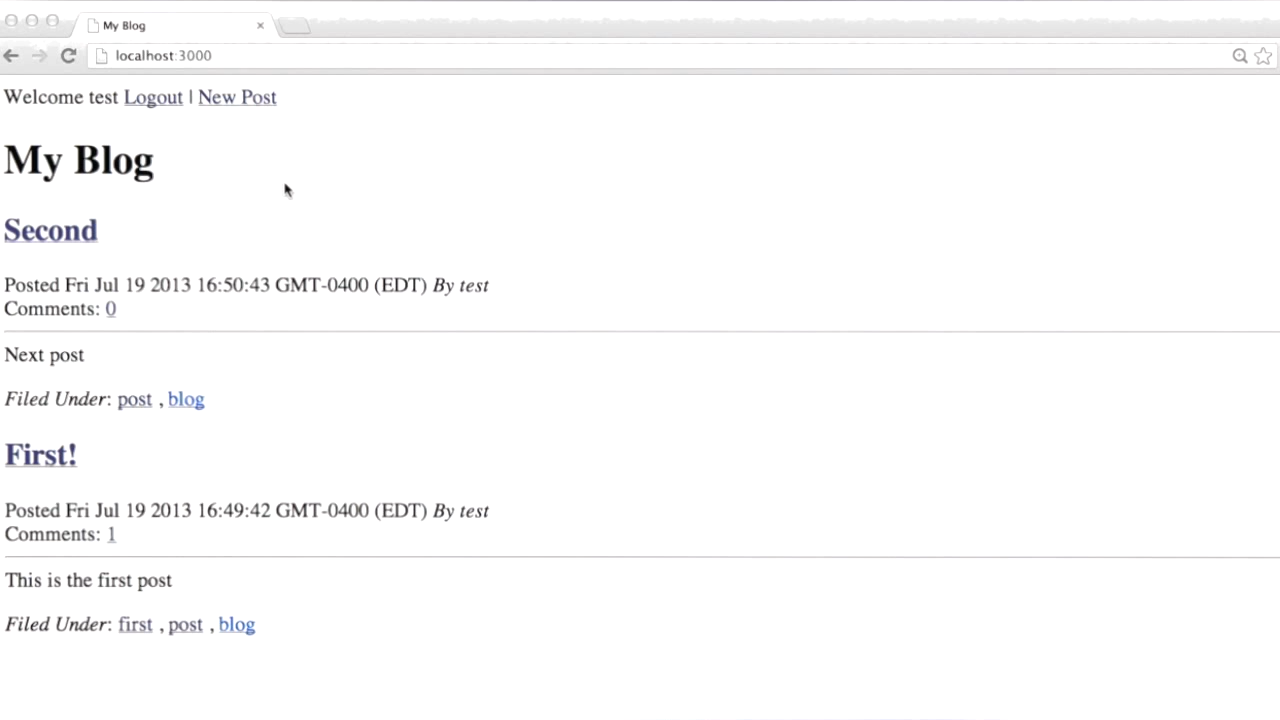 My Blog
localhost:3000
Welcome test Logout | New Post
My Blog
Second
Posted Fri Jul 19 2013 16:50:43 GMT-0400 (EDT) By test
Comments: 0
Next post
Filed Under: post , blog
First!
Posted Fri Jul 19 2013 16:49:42 GMT-0400 (EDT) By test
Comments: 1
This is the first post
Filed Under: first , post , blog